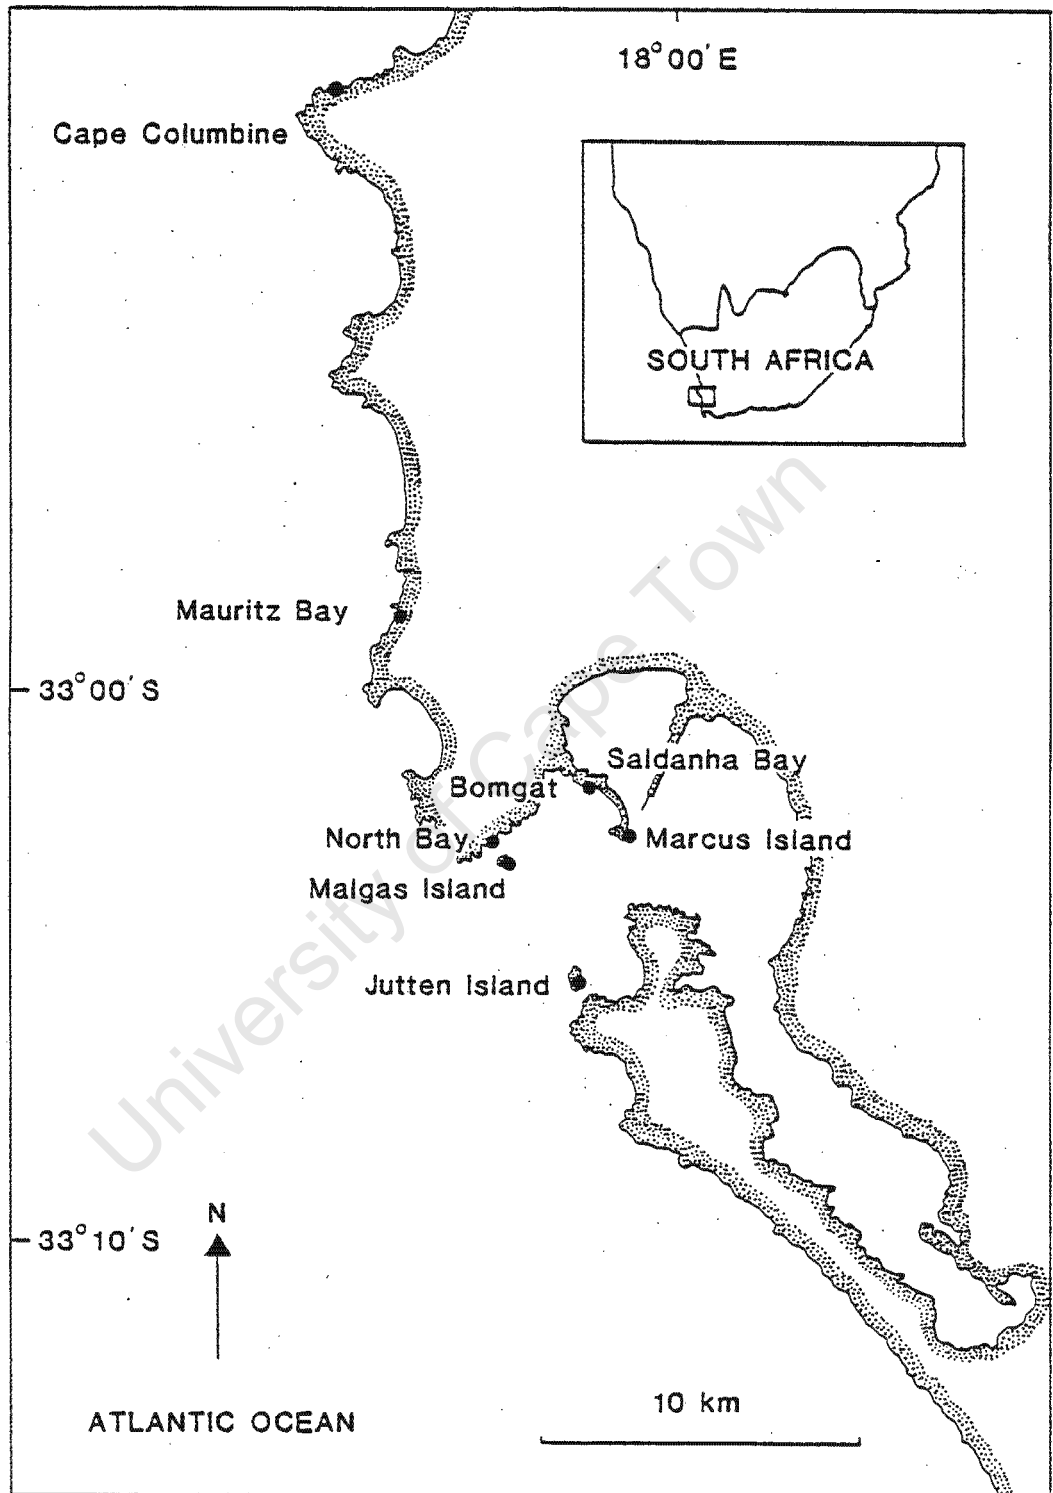 18°00'E
Cape Columbine
SOUTH AFRICA
Mauritz Bay
33°00'S
Saldanha Bay
Bomgat
North Bay
Marcus Island
Malgas Island
Jutten Island
33°10'S
N
10 km
ATLANTIC OCEAN
University of Cape Town